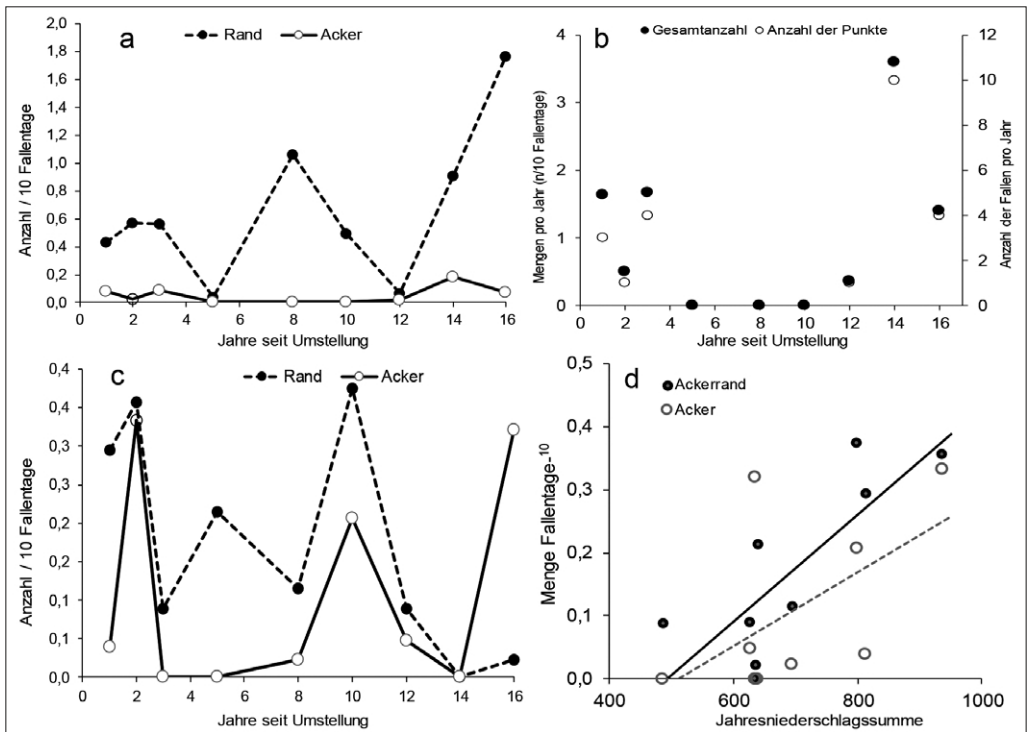 a
Rand Acker
Anzahl / 10 Fallentage
2,0
1,8
1,6
1,4
1,2
1,0
0,8
0,6
0,4
0,2
0,0
0 2 4 6 8 10 12 14 16
Jahre seit Umstellung
b
Gesamtanzahl Anzahl der Punkte
Mengen pro Jahr (n/10 Fallentage)
4
3
2
1
0
12
10
8
6
4
2
0
Anzahl der Fallen pro Jahr
0 2 4 6 8 10 12 14 16
Jahre seit Umstellung
c
Rand Acker
Anzahl / 10 Fallentage
0,4
0,4
0,3
0,3
0,2
0,2
0,1
0,1
0,0
0 2 4 6 8 10 12 14 16
Jahre seit Umstellung
d
Ackerrand
Acker
Menge Fallentage-10
0,5
0,4
0,3
0,2
0,1
0,0
400 600 800 1000
Jahresniederschlagssumme